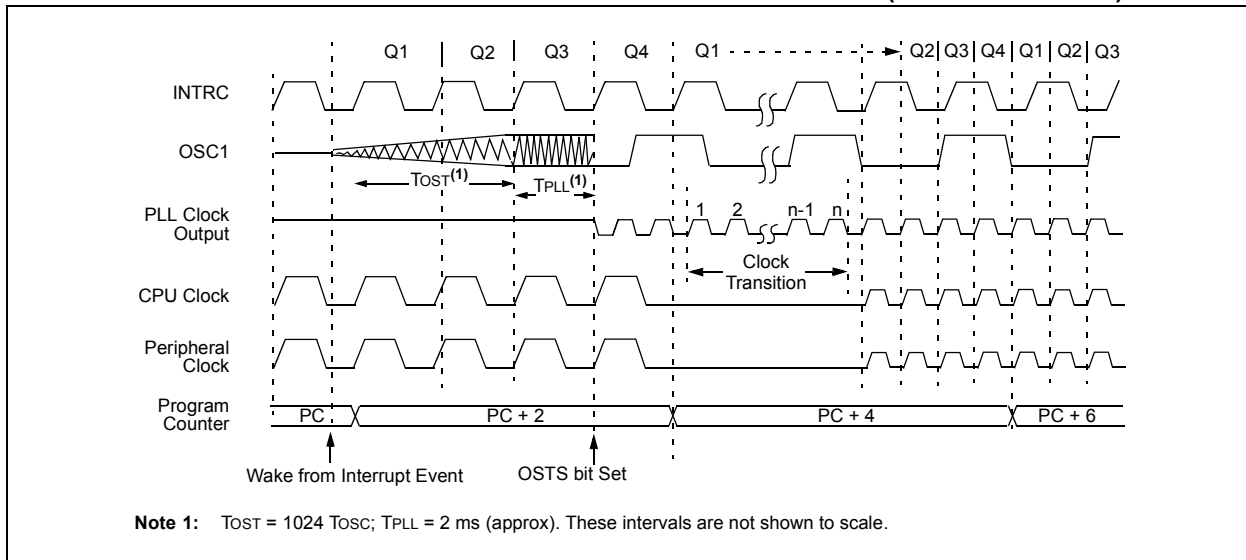 Q1 Q2 Q3 Q4 Q1 Q2 Q3 Q4 Q1 Q2 Q3
INTRC
OSC1
TOST(1) TPLL(1)
PLL Clock
Output
1 2 n-1 n
Clock
Transition
CPU Clock
Peripheral
Clock
Program
Counter
PC PC + 2 PC + 4 PC + 6
Wake from Interrupt Event OSTS bit Set
Note 1: TOST = 1024 TOSC; TPLL = 2 ms (approx). These intervals are not shown to scale.